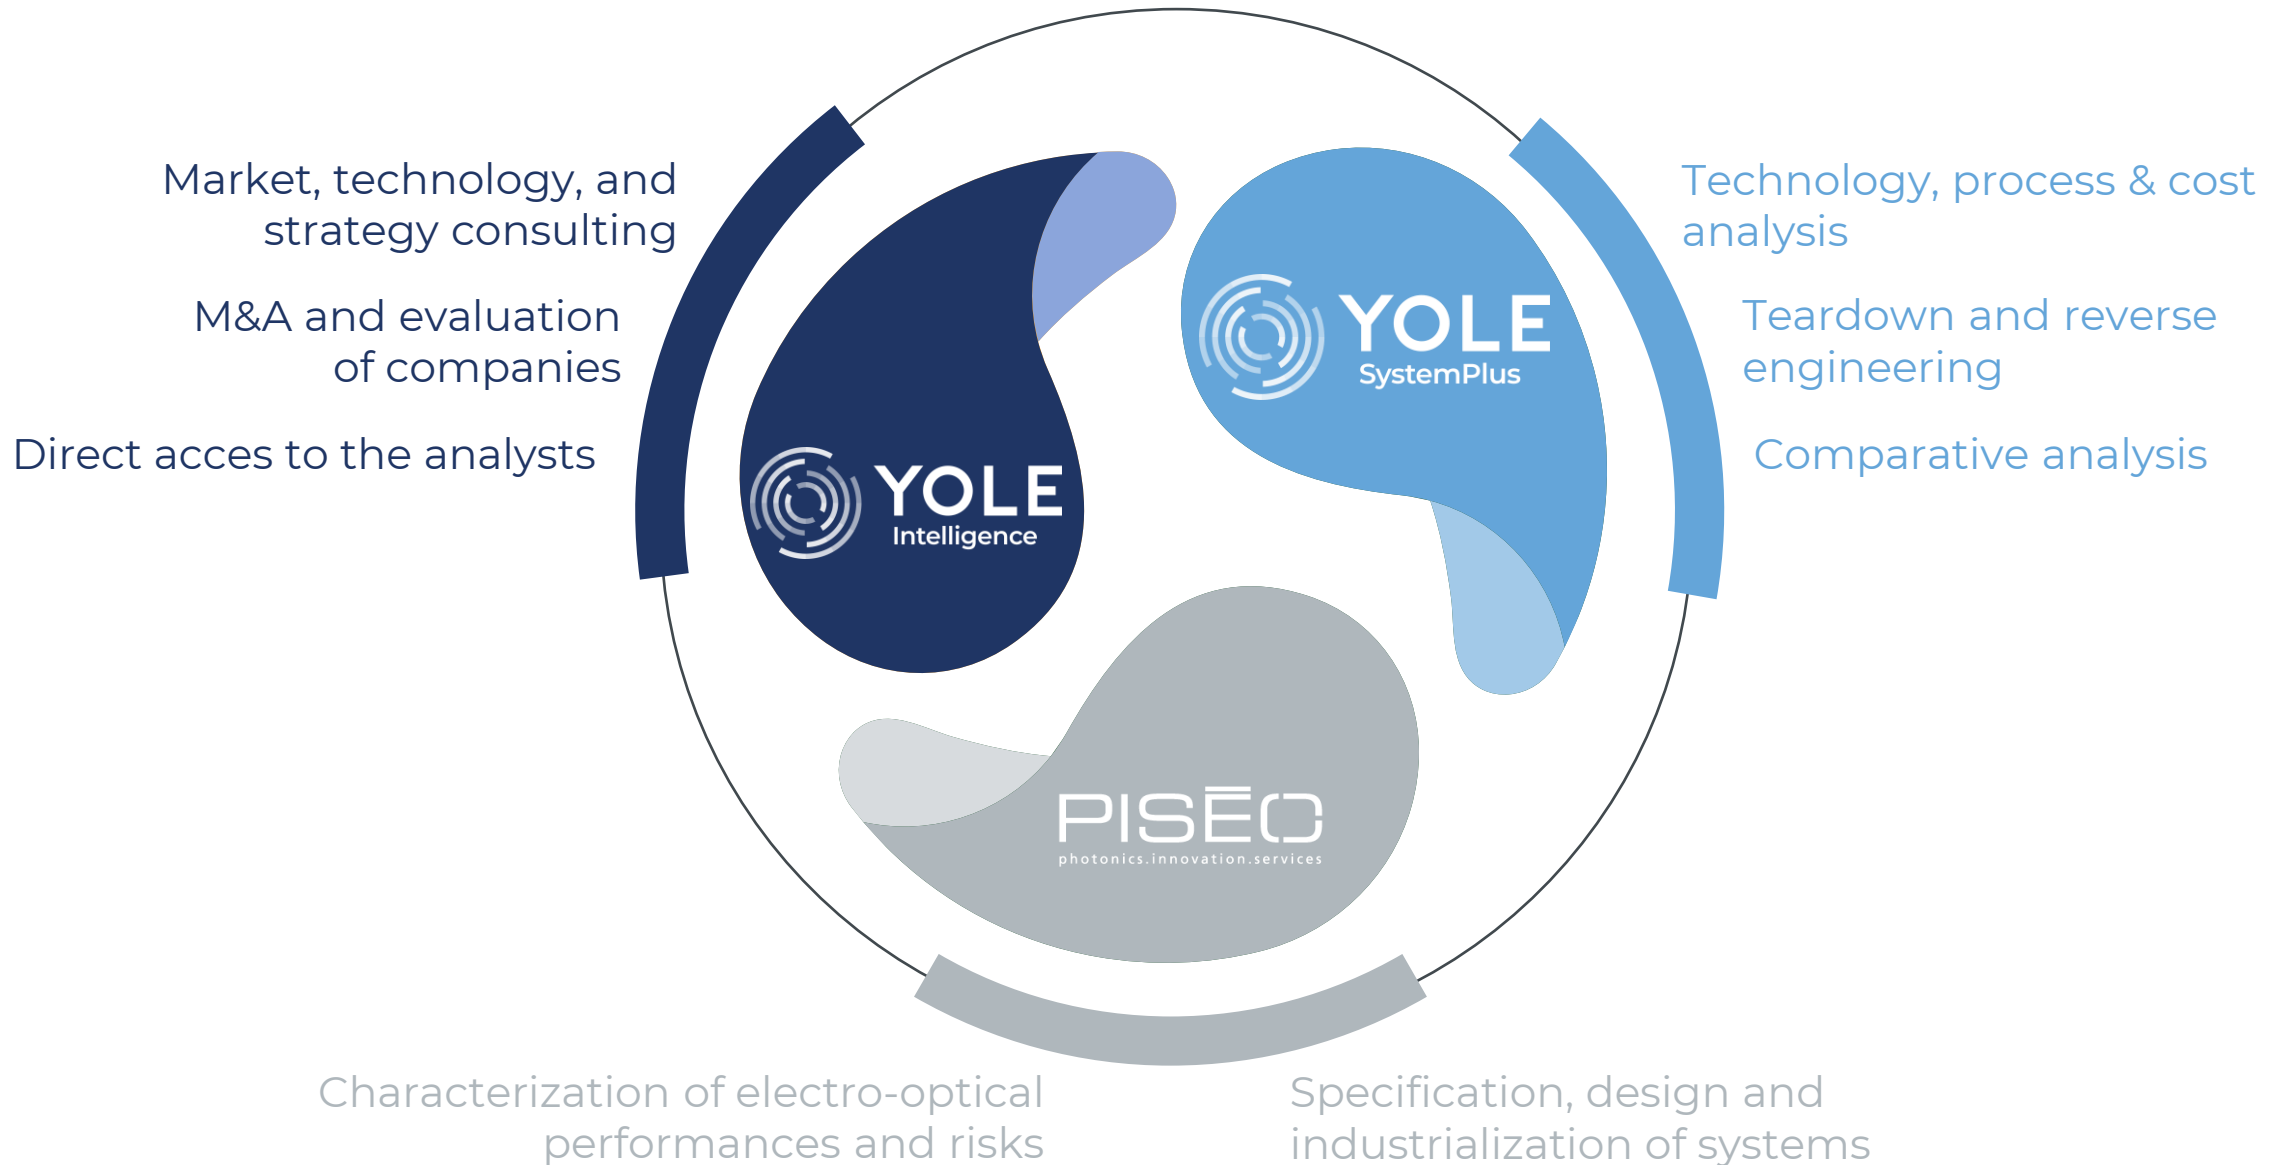 Market, technology, and
strategy consulting
M&A and evaluation
of companies
Direct acces to the analysts
YOLE
Intelligence
YOLE
SystemPlus
Technology, process & cost
analysis
Teardown and reverse
engineering
Comparative analysis
PISĒO
photonics.innovation.services
Characterization of electro-optical
performances and risks
Specification, design and
industrialization of systems